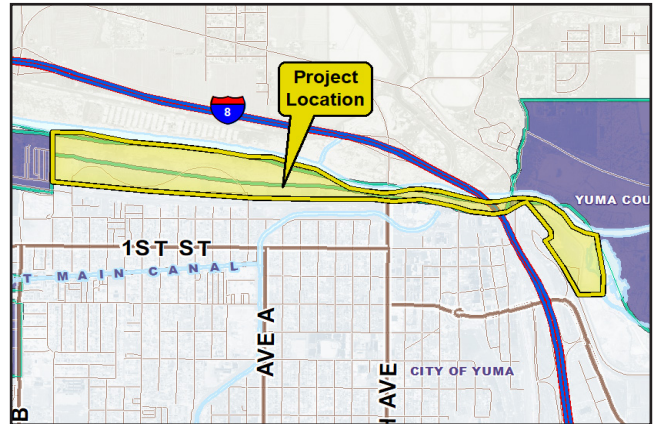 Project
Location
8
YUMA COU
1ST ST
T MAIN CANAL
AVE A
H AVE
CITY OF YUMA
B